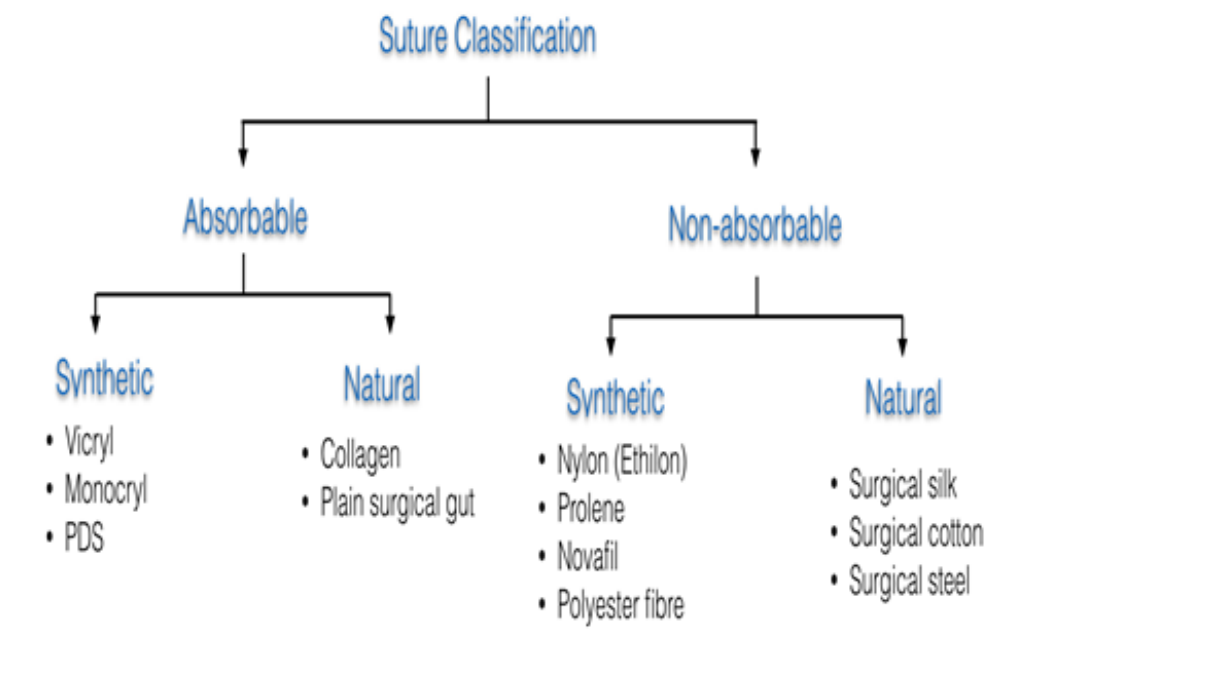 Suture Classification
Absorbable
Non-absorbable
Synthetic
Natural
Synthetic
Natural
• Vicryl
• Monocryl
• PDS
• Collagen
• Plain surgical gut
• Nylon (Ethilon)
• Prolene
• Novafil
• Polyester fibre
• Surgical silk
• Surgical cotton
• Surgical steel